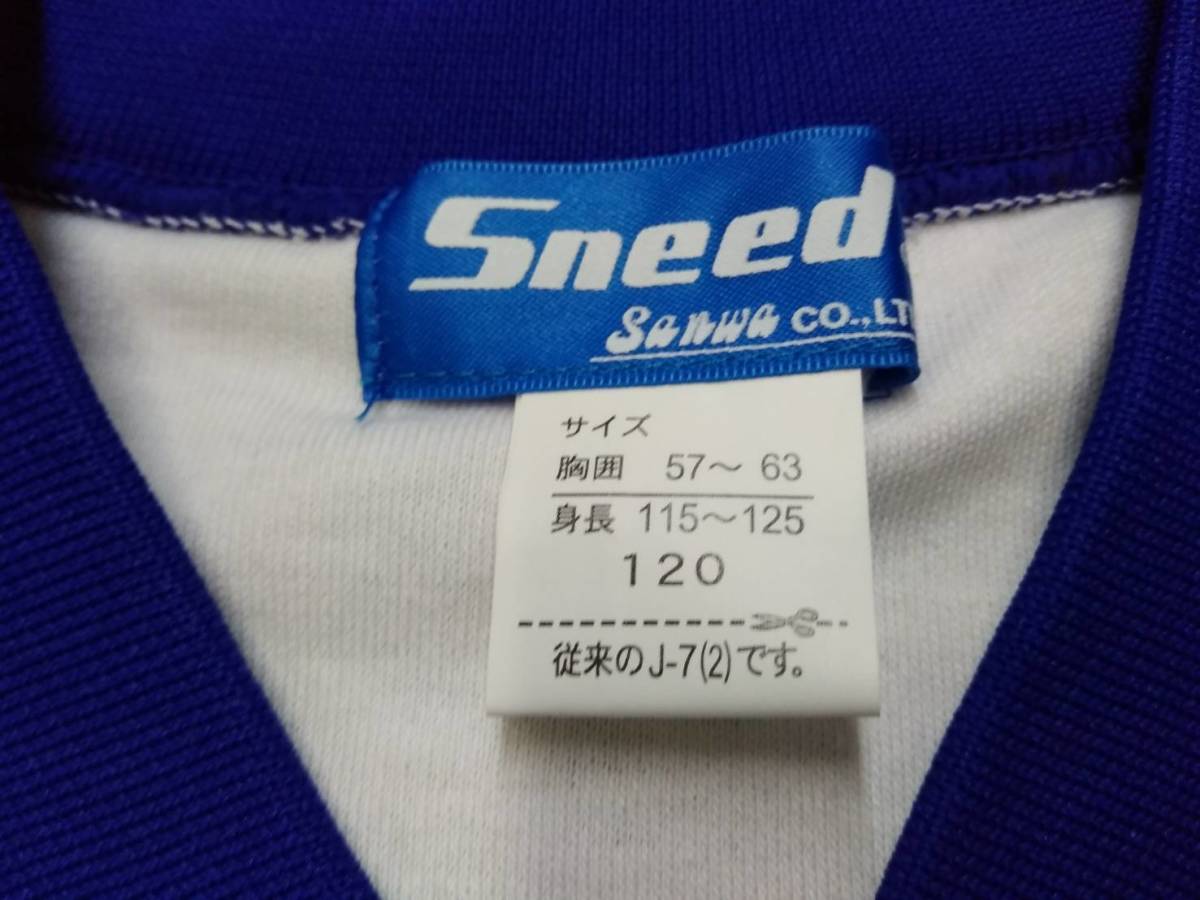 Sneed
Sanwa CO.,LT
サイズ
胸囲 57～ 63
身長 115～125
120
従来のJ-7(2)です。